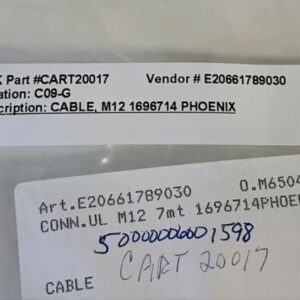 K Part #CART20017 Vendor # E20661789030
ation: C09-G
cription: CABLE, M12 1696714 PHOENIX
Art.E20661789030 O.M6504
CONN.UL M12 7mt 1696714PHOE
5000000601598
CABLE CART 20017